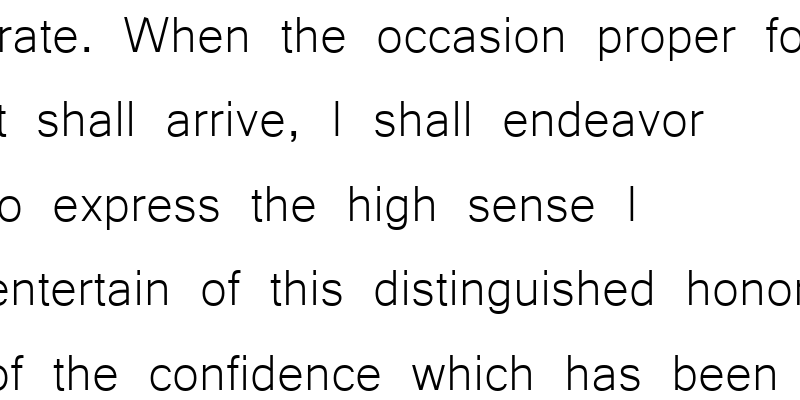 rate. When the occasion proper fo
t shall arrive, I shall endeavor
o express the high sense I
entertain of this distinguished honor
of the confidence which has been